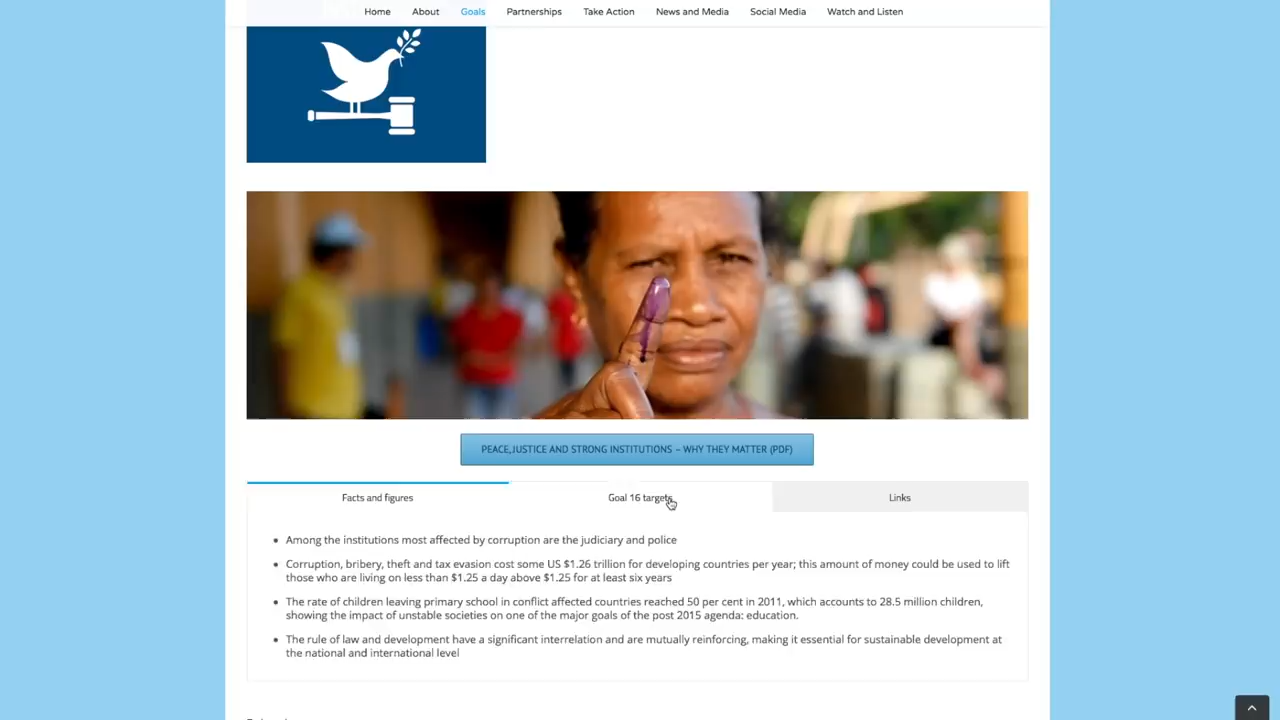 Home About Goals Partnerships Take Action News and Media Social Media Watch and Listen
PEACE, JUSTICE AND STRONG INSTITUTIONS – WHY THEY MATTER (PDF)
Facts and figures Goal 16 targets Links
Among the institutions most affected by corruption are the judiciary and police
Corruption, bribery, theft and tax evasion cost some US $1.26 trillion for developing countries per year; this amount of money could be used to lift
those who are living on less than $1.25 a day above $1.25 for at least six years
The rate of children leaving primary school in conflict affected countries reached 50 per cent in 2011, which accounts to 28.5 million children,
showing the impact of unstable societies on one of the major goals of the post 2015 agenda: education.
The rule of law and development have a significant interrelation and are mutually reinforcing, making it essential for sustainable development at
the national and international level